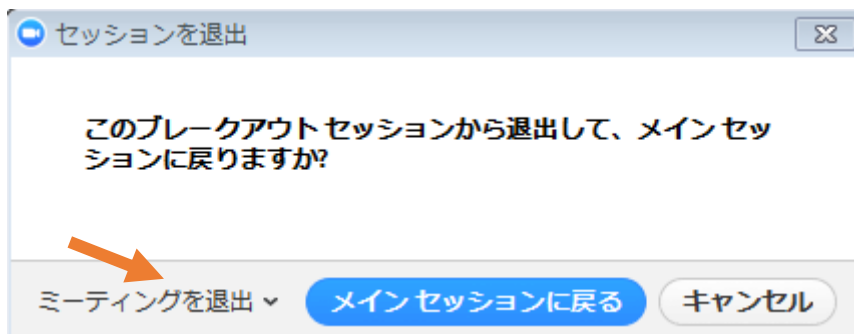 セッションを退出
このブレークアウト セッションから退出して、メイン セッ
ションに戻りますか?
ミーティングを退出 メイン セッションに戻る キャンセル